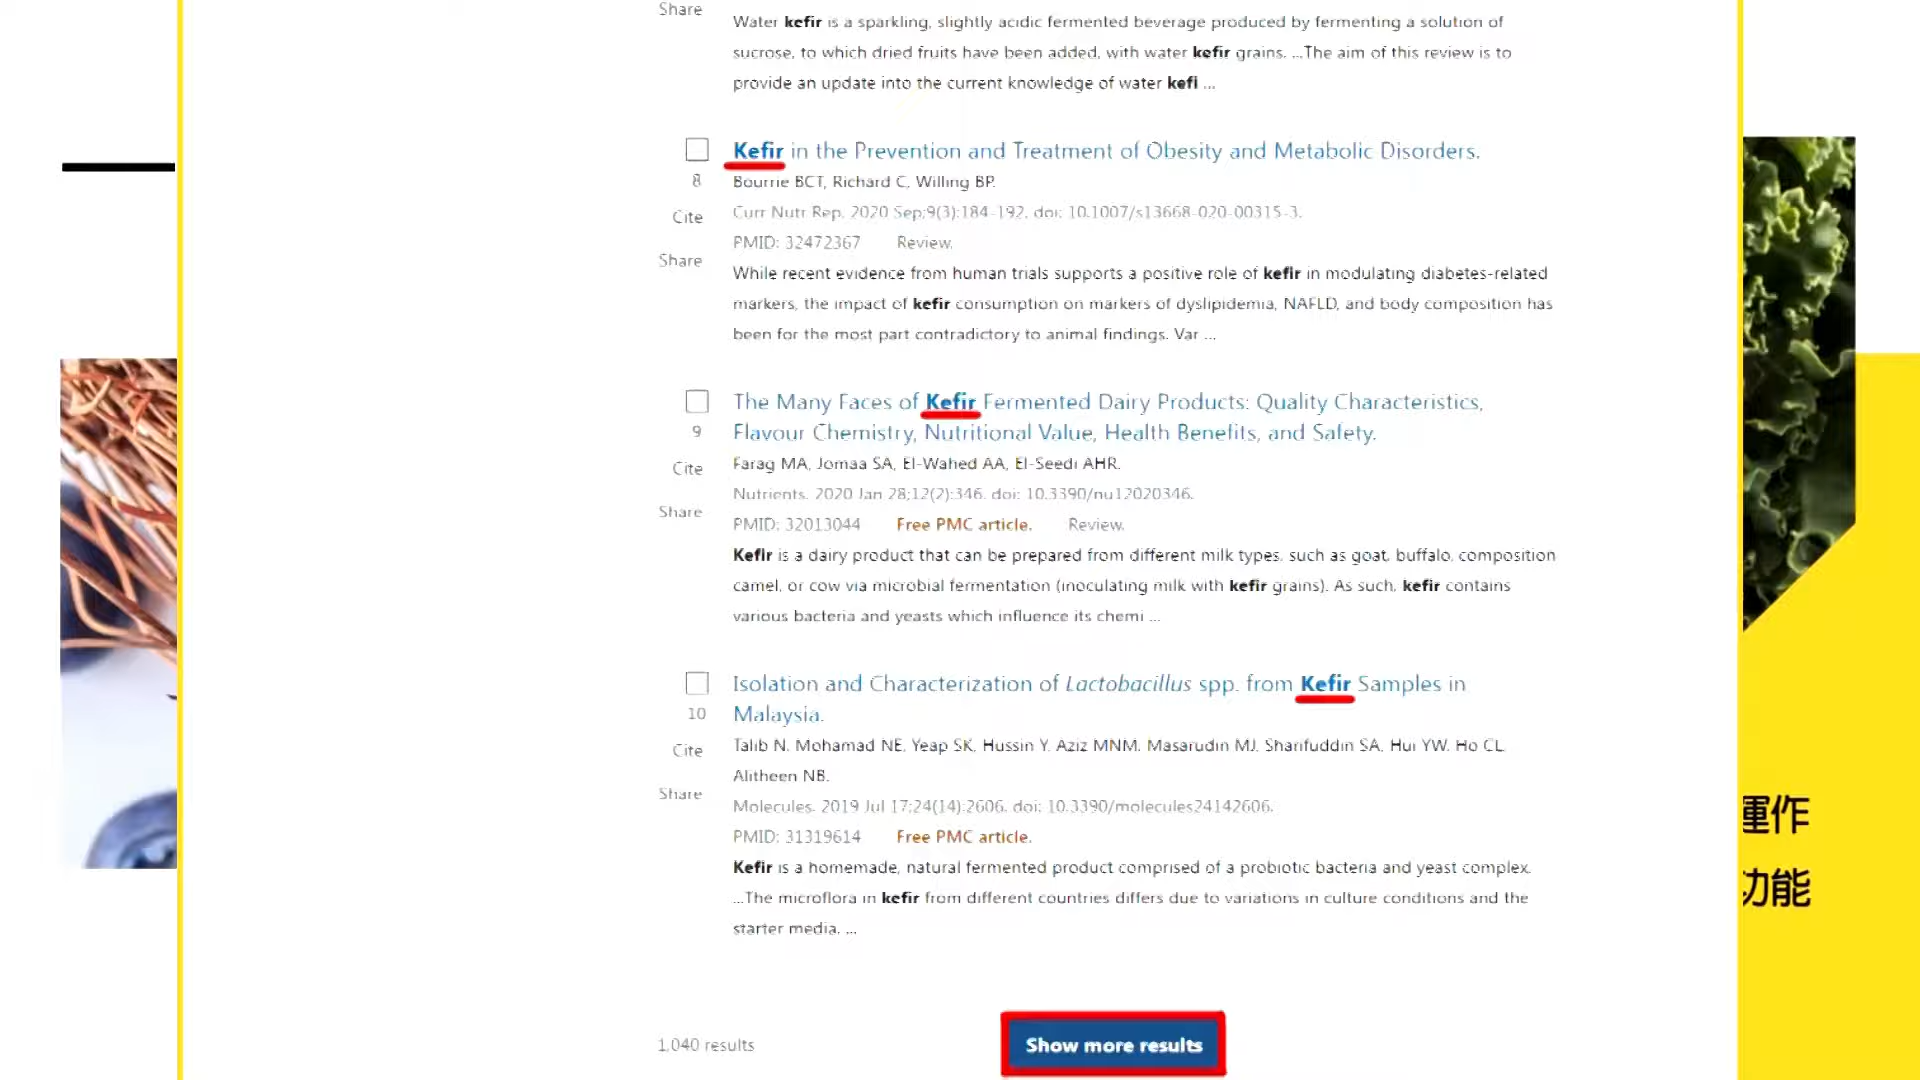 Share
Water kefir is a sparkling, slightly acidic fermented beverage produced by fermenting a solution of
sucrose, to which dried fruits have been added, with water kefir grains. ...The aim of this review is to
provide an update into the current knowledge of water kefi ...
Kefir in the Prevention and Treatment of Obesity and Metabolic Disorders.
8
Bourrie BCT, Richard C, Willing BP.
Cite
Curr Nutr Rep. 2020 Sep;9(3):184-192. doi: 10.1007/s13668-020-00315-3.
PMID: 32472367 Review.
Share
While recent evidence from human trials supports a positive role of kefir in modulating diabetes-related
markers, the impact of kefir consumption on markers of dyslipidemia, NAFLD, and body composition has
been for the most part contradictory to animal findings. Var ...
The Many Faces of Kefir Fermented Dairy Products: Quality Characteristics,
9
Flavour Chemistry, Nutritional Value, Health Benefits, and Safety.
Cite
Farag MA, Jomaa SA, El-Wahed AA, El-Seedi AHR.
Nutrients. 2020 Jan 28;12(2):346. doi: 10.3390/nu12020346.
Share
PMID: 32013044 Free PMC article. Review.
Kefir is a dairy product that can be prepared from different milk types, such as goat, buffalo, composition
camel, or cow via microbial fermentation (inoculating milk with kefir grains). As such, kefir contains
various bacteria and yeasts which influence its chemi ...
Isolation and Characterization of Lactobacillus spp. from Kefir Samples in
10
Malaysia.
Cite
Talib N, Mohamad NE, Yeap SK, Hussin Y, Aziz MNM, Masarudin MJ, Sharifuddin SA, Hui YW, Ho CL,
Alitheen NB.
Share
Molecules. 2019 Jul 17;24(14):2606. doi: 10.3390/molecules24142606.
PMID: 31319614 Free PMC article.
Kefir is a homemade, natural fermented product comprised of a probiotic bacteria and yeast complex.
...The microflora in kefir from different countries differs due to variations in culture conditions and the
starter media. ...
1,040 results
Show more results
運作
功能